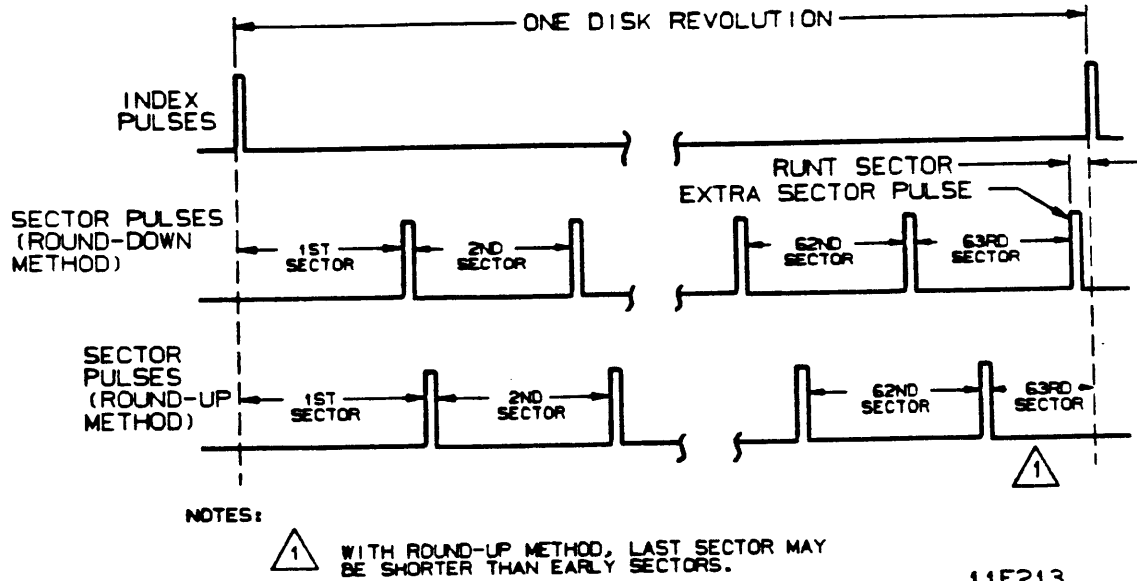 ONE DISK REVOLUTION
INDEX
PULSES
RUNT SECTOR
EXTRA SECTOR PULSE
SECTOR PULSES
(ROUND-DOWN
METHOD)
1ST
SECTOR
2ND
SECTOR
62ND
SECTOR
63RD
SECTOR
SECTOR
PULSES
(ROUND-UP
METHOD)
1ST
SECTOR
2ND
SECTOR
62ND
SECTOR
63RD
SECTOR
1
NOTES:
1 WITH ROUND-UP METHOD, LAST SECTOR MAY
BE SHORTER THAN EARLY SECTORS.